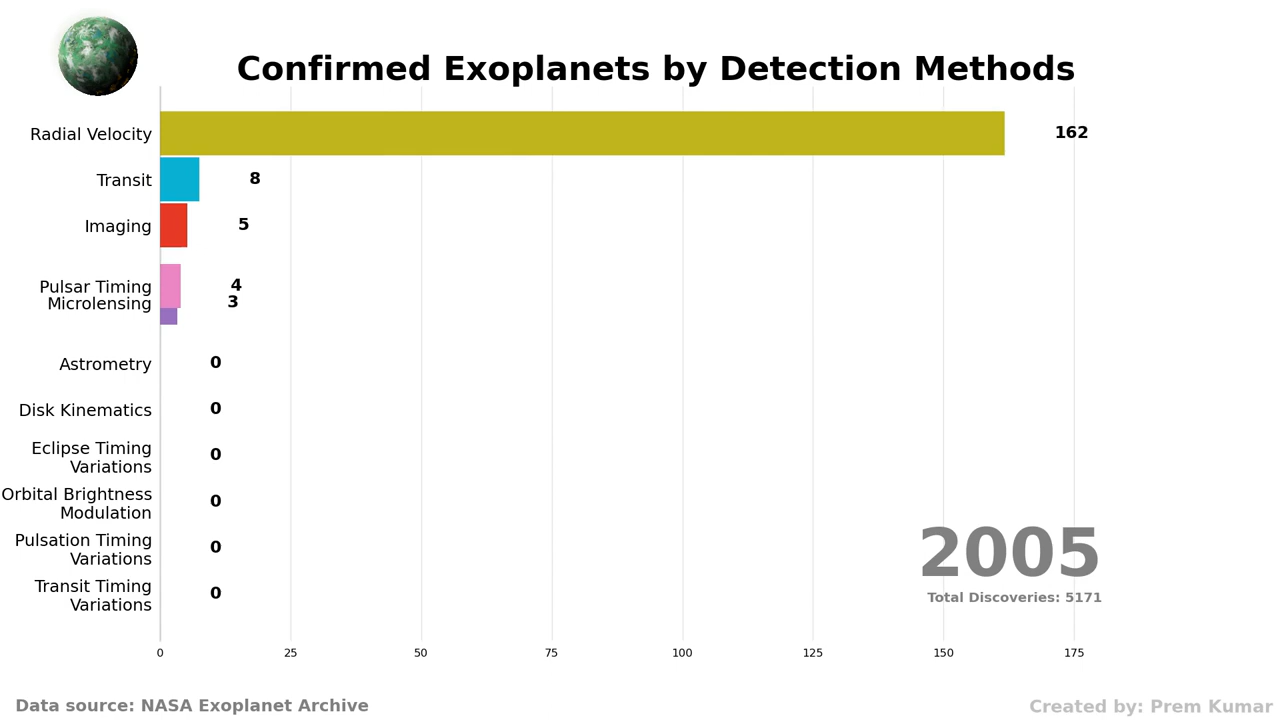 Confirmed Exoplanets by Detection Methods
Radial Velocity 162
Transit 8
Imaging 5
Pulsar Timing 4
Microlensing 3
Astrometry 0
Disk Kinematics 0
Eclipse Timing
Variations 0
Orbital Brightness
Modulation 0
Pulsation Timing
Variations 0
Transit Timing
Variations 0
2005
Total Discoveries: 5171
0 25 50 75 100 125 150 175
Data source: NASA Exoplanet Archive
Created by: Prem Kumar